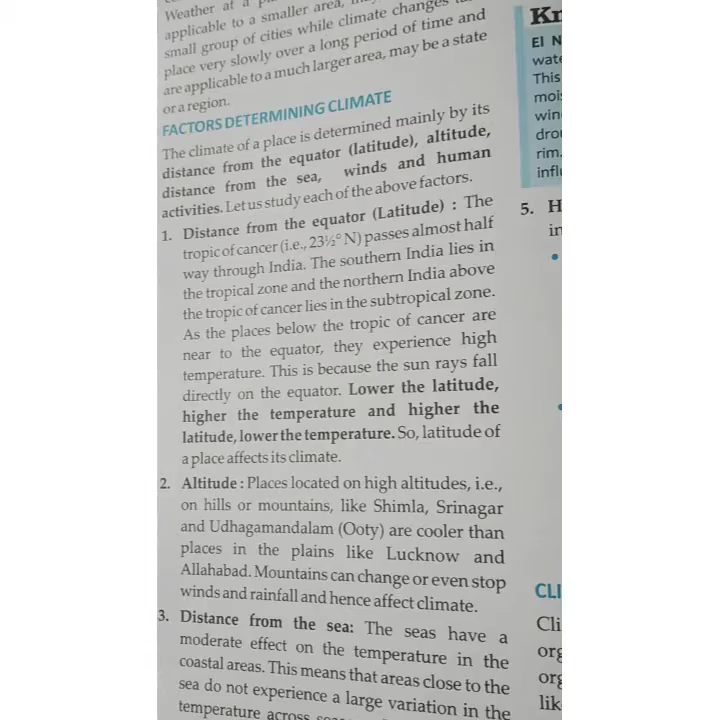 Weather at a
applicable to a smaller area,
small group of cities while climate changes
place very slowly over a long period of time and
are applicable to a much larger area, may be a state
or a region.
FACTORS DETERMINING CLIMATE
The climate of a place is determined mainly by its
distance from the equator (latitude), altitude,
distance from the sea, winds and human
activities. Let us study each of the above factors.
1. Distance from the equator (Latitude) : The
tropic of cancer (i.e., 23½° N) passes almost half
way through India. The southern India lies in
the tropical zone and the northern India above
the tropic of cancer lies in the subtropical zone.
As the places below the tropic of cancer are
near to the equator, they experience high
temperature. This is because the sun rays fall
directly on the equator. Lower the latitude,
higher the temperature and higher the
latitude, lower the temperature. So, latitude of
a place affects its climate.
2. Altitude : Places located on high altitudes, i.e.,
on hills or mountains, like Shimla, Srinagar
and Udhagamandalam (Ooty) are cooler than
places in the plains like Lucknow and
Allahabad. Mountains can change or even stop
winds and rainfall and hence affect climate.
3. Distance from the sea: The seas have a
moderate effect on the temperature in the
coastal areas. This means that areas close to the
sea do not experience a large variation in the
temperature across
Kn
El N
wate
This
mois
win
dro
rim.
infl
5. H
in
CLI
Cli
org
org
lik